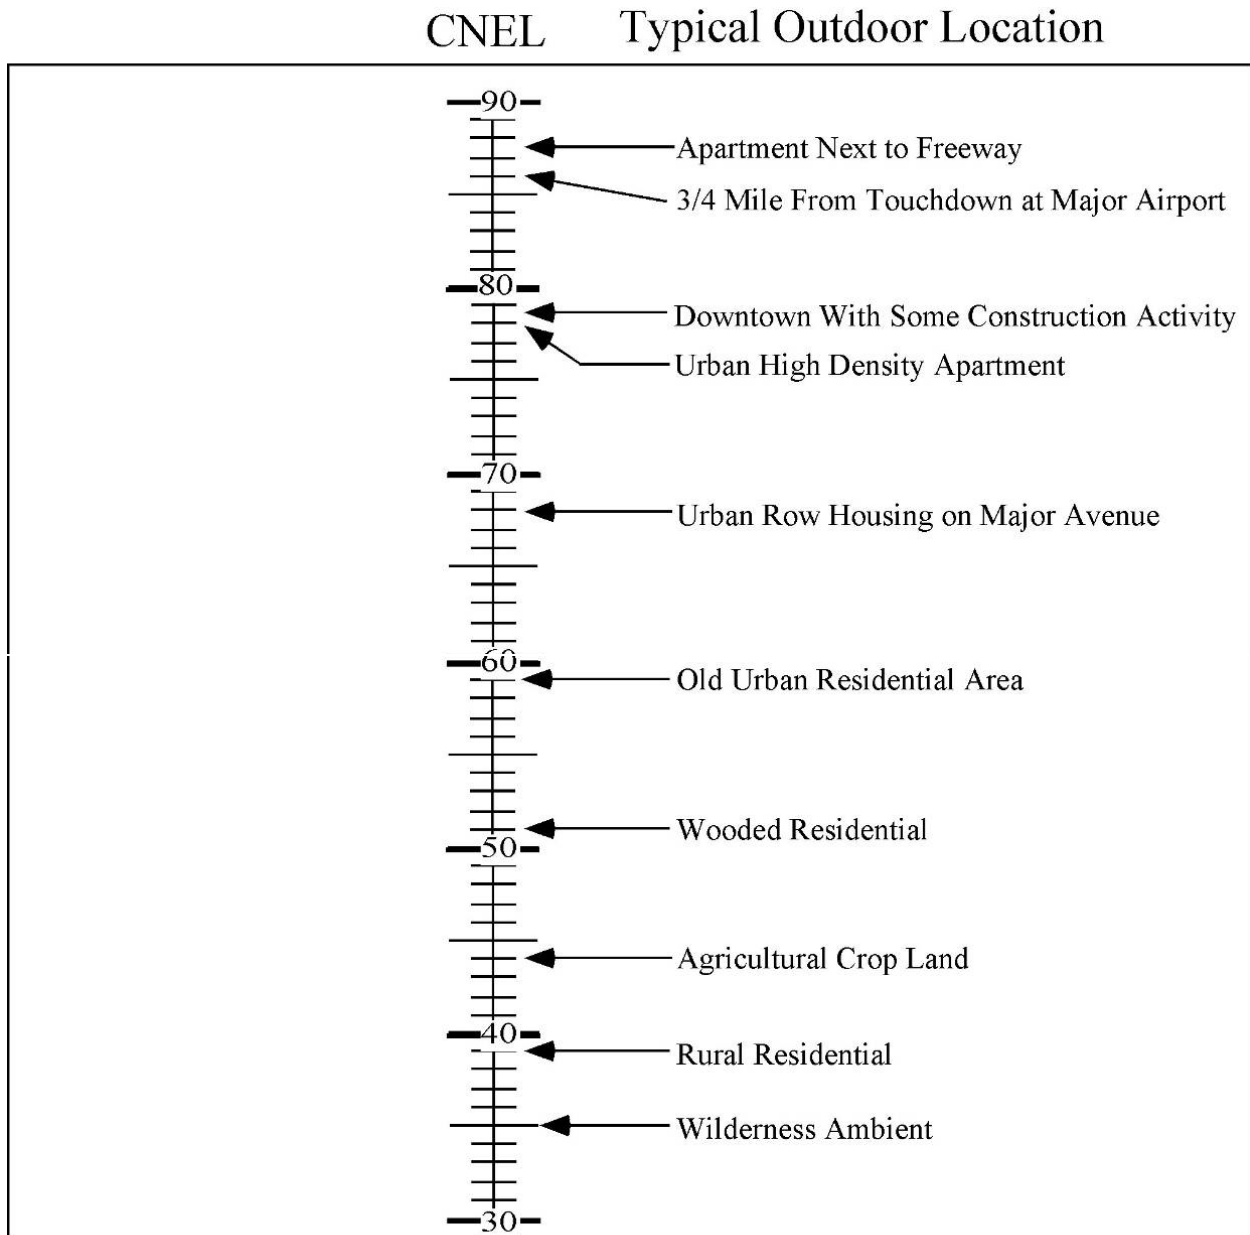 CNEL Typical Outdoor Location
90
Apartment Next to Freeway
3/4 Mile From Touchdown at Major Airport
80
Downtown With Some Construction Activity
Urban High Density Apartment
70
Urban Row Housing on Major Avenue
60
Old Urban Residential Area
Wooded Residential
50
Agricultural Crop Land
40
Rural Residential
Wilderness Ambient
30